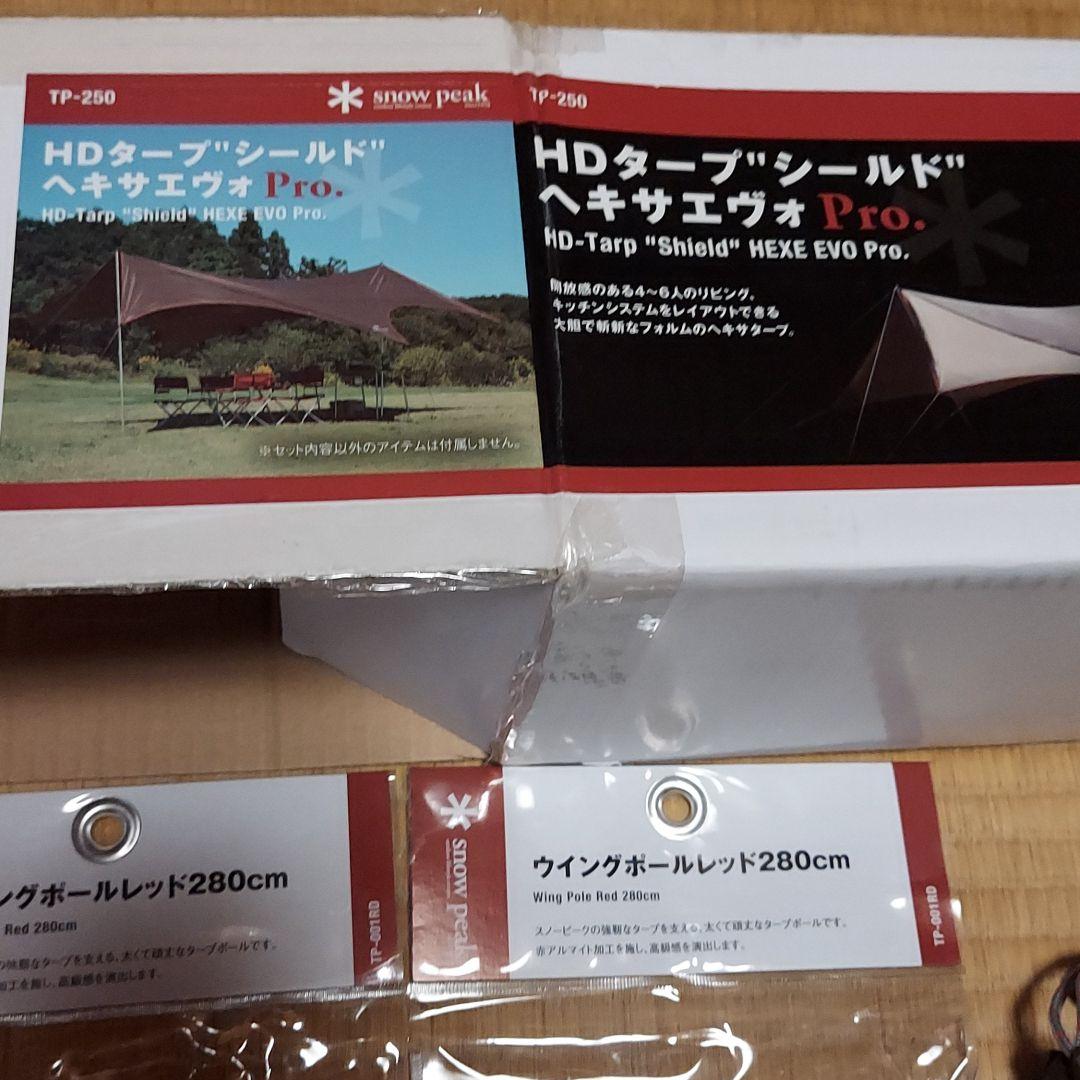 TP-250
snow peak
HDタープ"シールド"
ヘキサエヴォ Pro.
HD-Tarp "Shield" HEXE EVO Pro.
※セット内容以外のアイテムは付属しません。
TP-250
HDタープ"シールド"
ヘキサエヴォ Pro.
HD-Tarp "Shield" HEXE EVO Pro.
開放感のある4〜6人のリビング。
キッチンシステムをレイアウトできる
大胆で斬新なフォルムのヘキサタープ。
ングポールレッド280cm
Red 280cm
の強靭なタープを支える、太くて頑丈なタープポールです。
加工を施し、高級感を演出します。
TP-001RD
snow peak
ウイングポールレッド280cm
Wing Pole Red 280cm
スノーピークの強靭なタープを支える、太くて頑丈なタープポールです。
赤アルマイト加工を施し、高級感を演出します。
TP-001RD